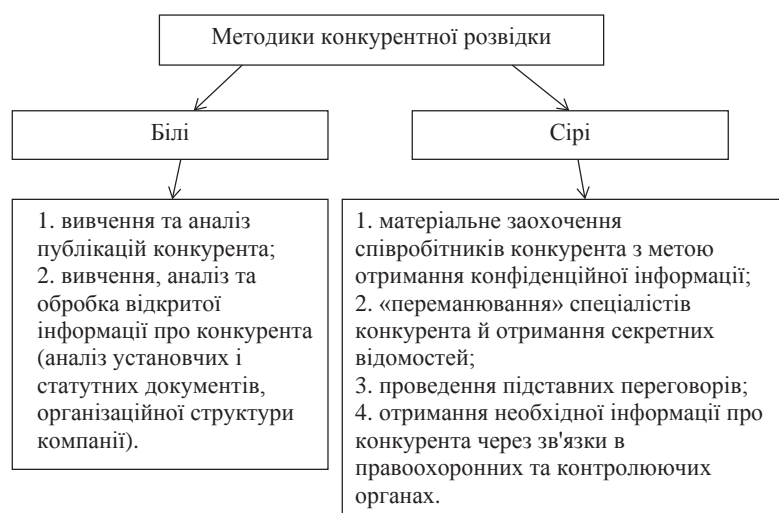 Методики конкурентної розвідки
Білі
Сірі
1. вивчення та аналіз
публікацій конкурента;
2. вивчення, аналіз та
обробка відкритої
інформації про конкурента
(аналіз установчих і
статутних документів,
організаційної структури
компанії).
1. матеріальне заохочення
співробітників конкурента з метою
отримання конфіденційної інформації;
2. «переманювання» спеціалістів
конкурента й отримання секретних
відомостей;
3. проведення підставних переговорів;
4. отримання необхідної інформації про
конкурента через зв'язки в
правоохоронних та контролюючих
органах.